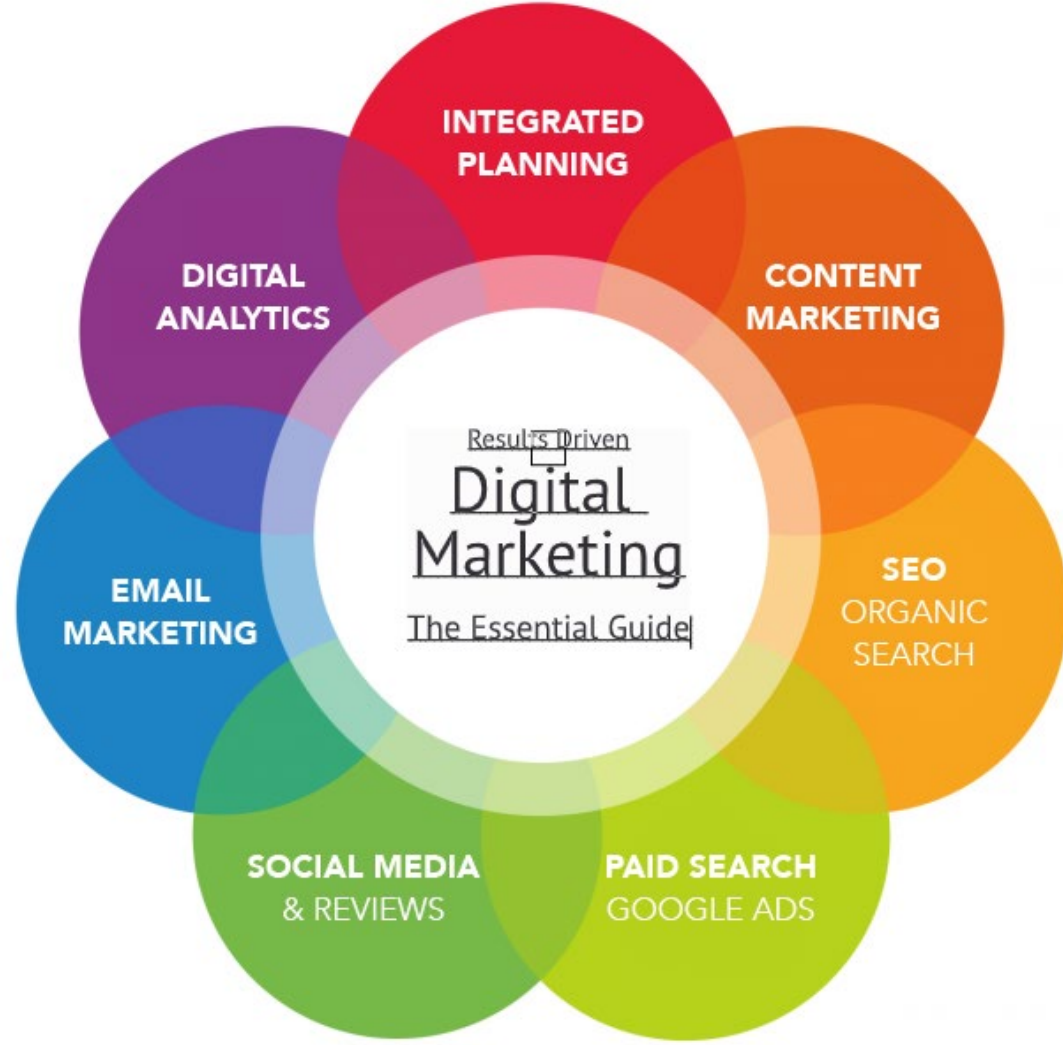 INTEGRATED
PLANNING
CONTENT
MARKETING
SEO
ORGANIC
SEARCH
PAID SEARCH
GOOGLE ADS
SOCIAL MEDIA
& REVIEWS
EMAIL
MARKETING
DIGITAL
ANALYTICS
Results Driven
Digital
Marketing
The Essential Guide